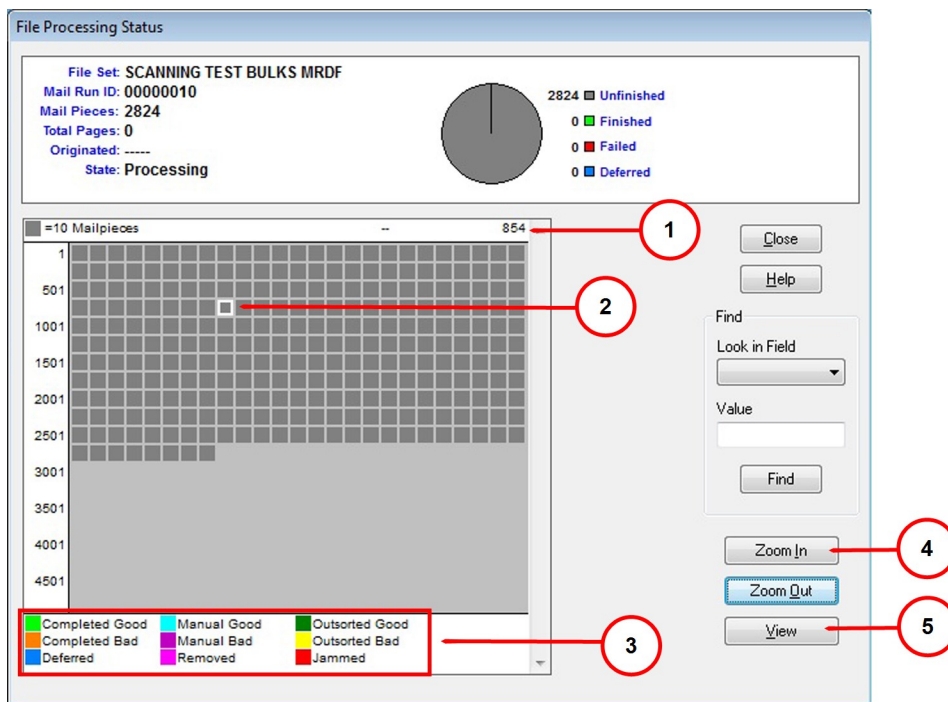 File Processing Status
File Set: SCANNING TEST BULKS MRDF
Mail Run ID: 00000010
Mail Pieces: 2824
Total Pages: 0
Originated: -----
State: Processing
2824 Unfinished
0 Finished
0 Failed
0 Deferred
=10 Mailpieces -- 854
1
501
1001
1501
2001
2501
3001
3501
4001
4501
Completed Good Manual Good Outsorted Good
Completed Bad Manual Bad Outsorted Bad
Deferred Removed Jammed
1
2
3
Close
Help
Find
Look in Field
Value
Find
Zoom In
4
Zoom Out
View
5